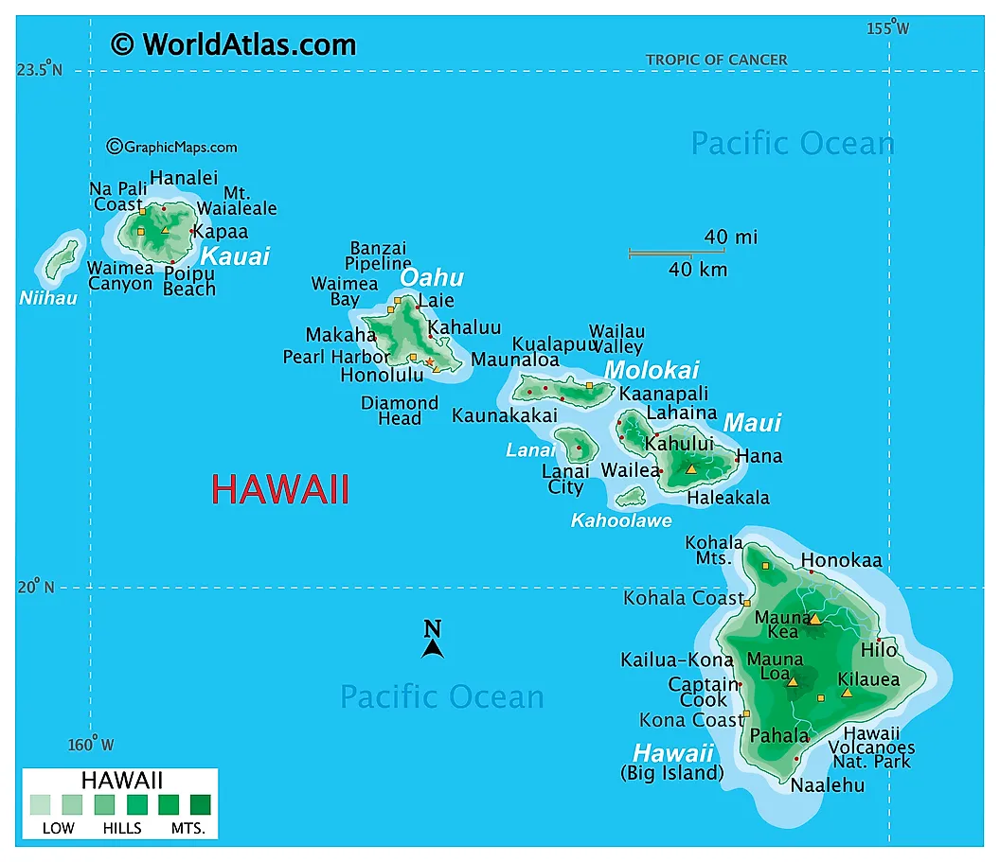 © WorldAtlas.com
155°W
23.5°N
TROPIC OF CANCER
Pacific Ocean
©GraphicMaps.com
Hanalei
Na Pali
Coast
Mt.
Waialeale
Kapaa
Kauai
Waimea
Canyon
Poipu
Beach
Niihau
40 mi
40 km
Banzai
Pipeline
Oahu
Waimea
Bay
Laie
Kahaluu
Makaha
Pearl Harbor
Honolulu
Diamond
Head
Kualapuu
Wailau
Valley
Maunaloa
Molokai
Kaunakakai
Kaanapali
Lahaina
Maui
Kahului
Hana
Lanai
Lanai
City
Wailea
Haleakala
Kahoolawe
HAWAII
Kohala
Mts.
Honokaa
20°N
Kohala Coast
Mauna
Kea
N
Hilo
Kailua-Kona
Mauna
Loa
Kilauea
Captain
Cook
Pacific Ocean
Kona Coast
Pahala
Hawaii
Volcanoes
Nat. Park
160°W
Hawaii
(Big Island)
Naalehu
HAWAII
LOW HILLS MTS.